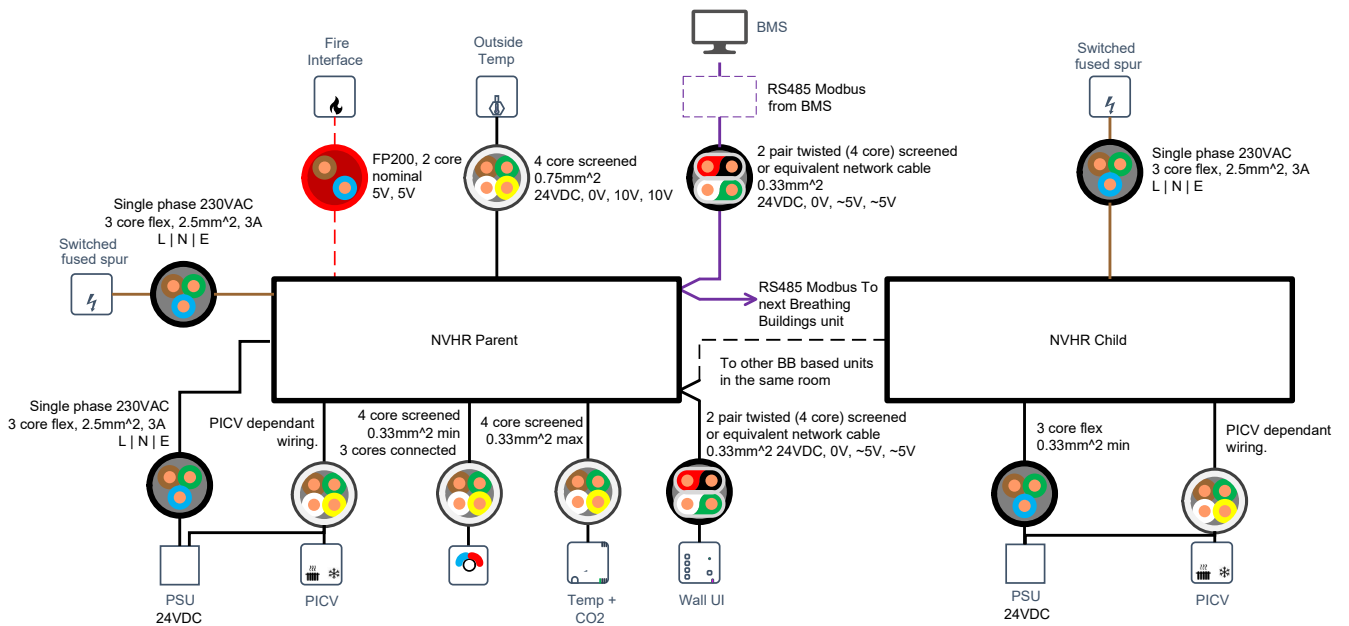 BMS
Fire
Interface
Outside
Temp
Switched
fused spur
RS485 Modbus
from BMS
FP200, 2 core
nominal
5V, 5V
4 core screened
0.75mm^2
24VDC, 0V, 10V, 10V
2 pair twisted (4 core) screened
or equivalent network cable
0.33mm^2
24VDC, 0V, ~5V, ~5V
Single phase 230VAC
3 core flex, 2.5mm^2, 3A
L | N | E
Single phase 230VAC
3 core flex, 2.5mm^2, 3A
L | N | E
Switched
fused spur
RS485 Modbus To
next Breathing
Buildings unit
NVHR Parent
NVHR Child
To other BB based units
in the same room
Single phase 230VAC
3 core flex, 2.5mm^2, 3A
L | N | E
PICV dependant
wiring.
4 core screened
0.33mm^2 min
3 cores connected
4 core screened
0.33mm^2 max
2 pair twisted (4 core) screened
or equivalent network cable
0.33mm^2 24VDC, 0V, ~5V, ~5V
3 core flex
0.33mm^2 min
PICV dependant
wiring.
PSU
24VDC
PICV
Temp +
CO2
Wall UI
PSU
24VDC
PICV